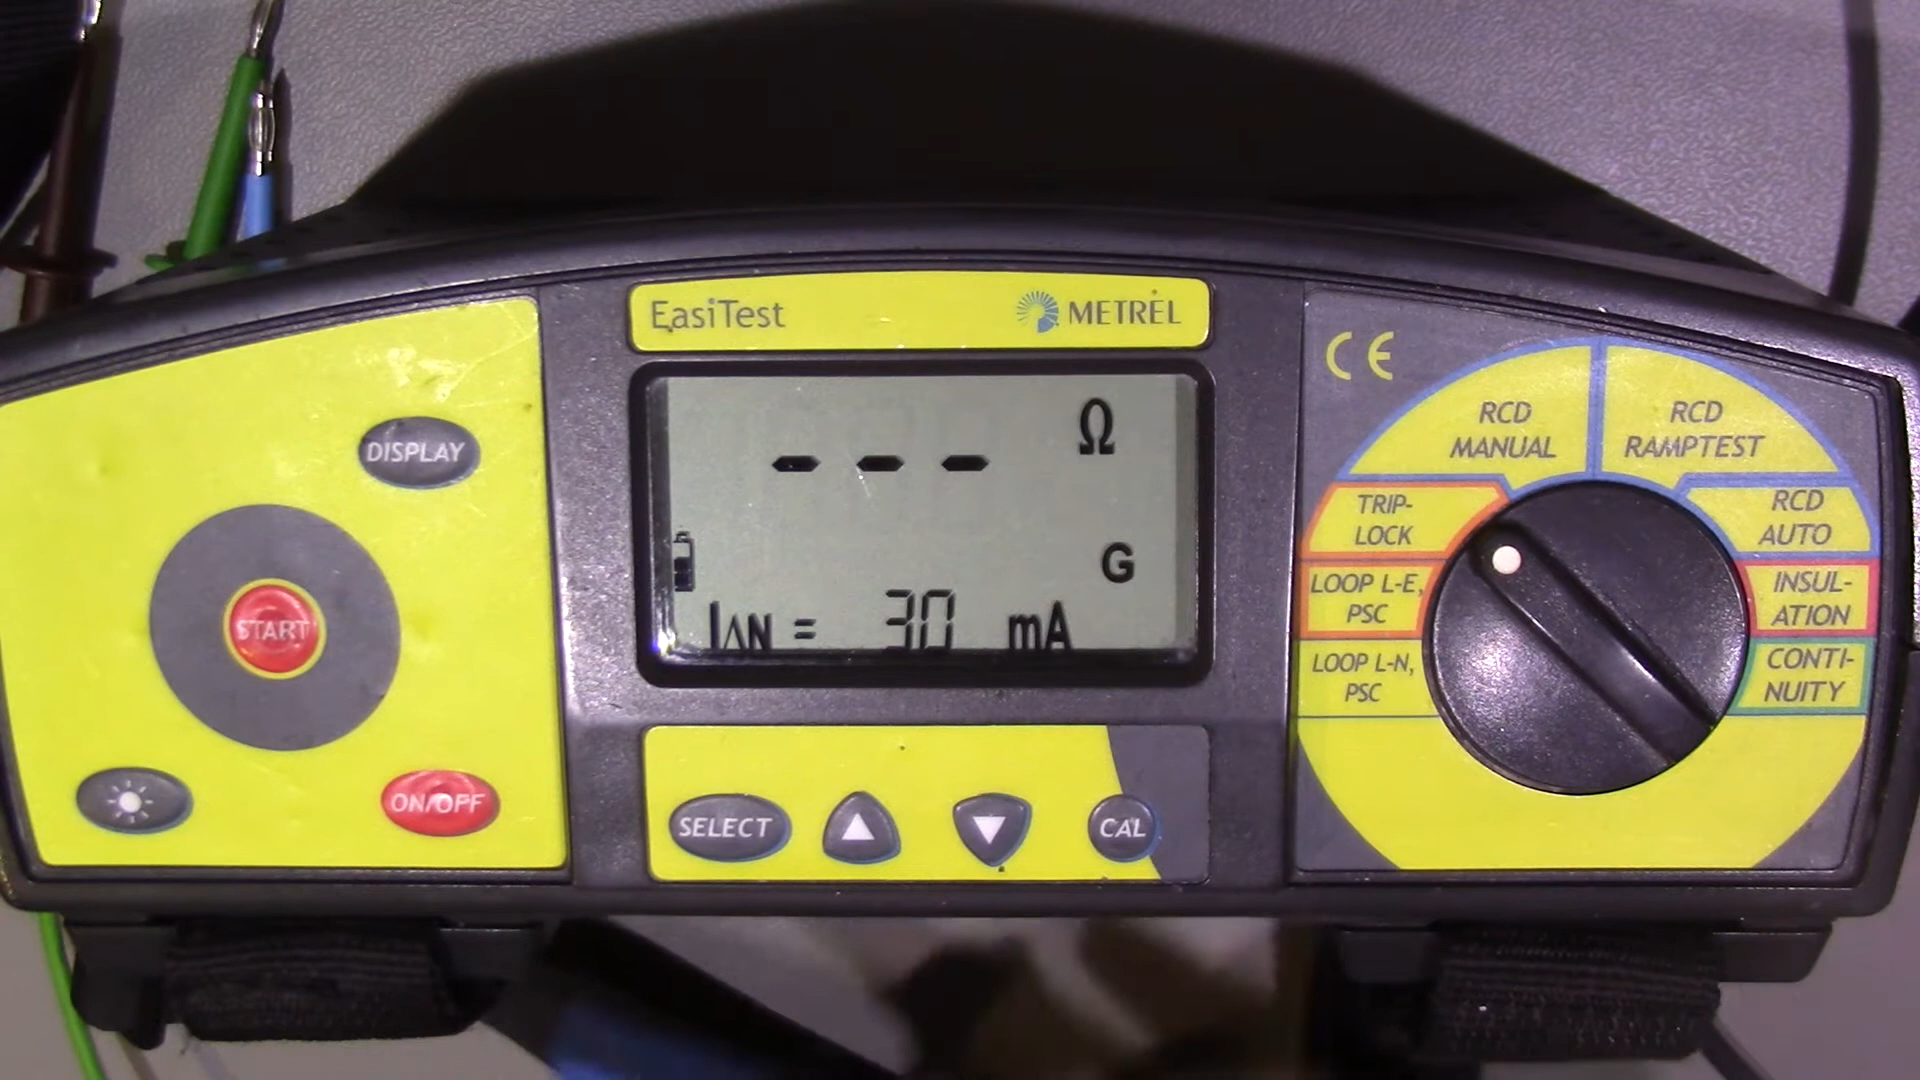 EasiTest
METREL
CE
DISPLAY
START
ON/OFF
- - - Ω
G
I∆N = 30 mA
SELECT
CAL
RCD
MANUAL
RCD
RAMPTEST
TRIP-
LOCK
RCD
AUTO
LOOP L-E,
PSC
INSUL-
ATION
LOOP L-N,
PSC
CONTI-
NUITY